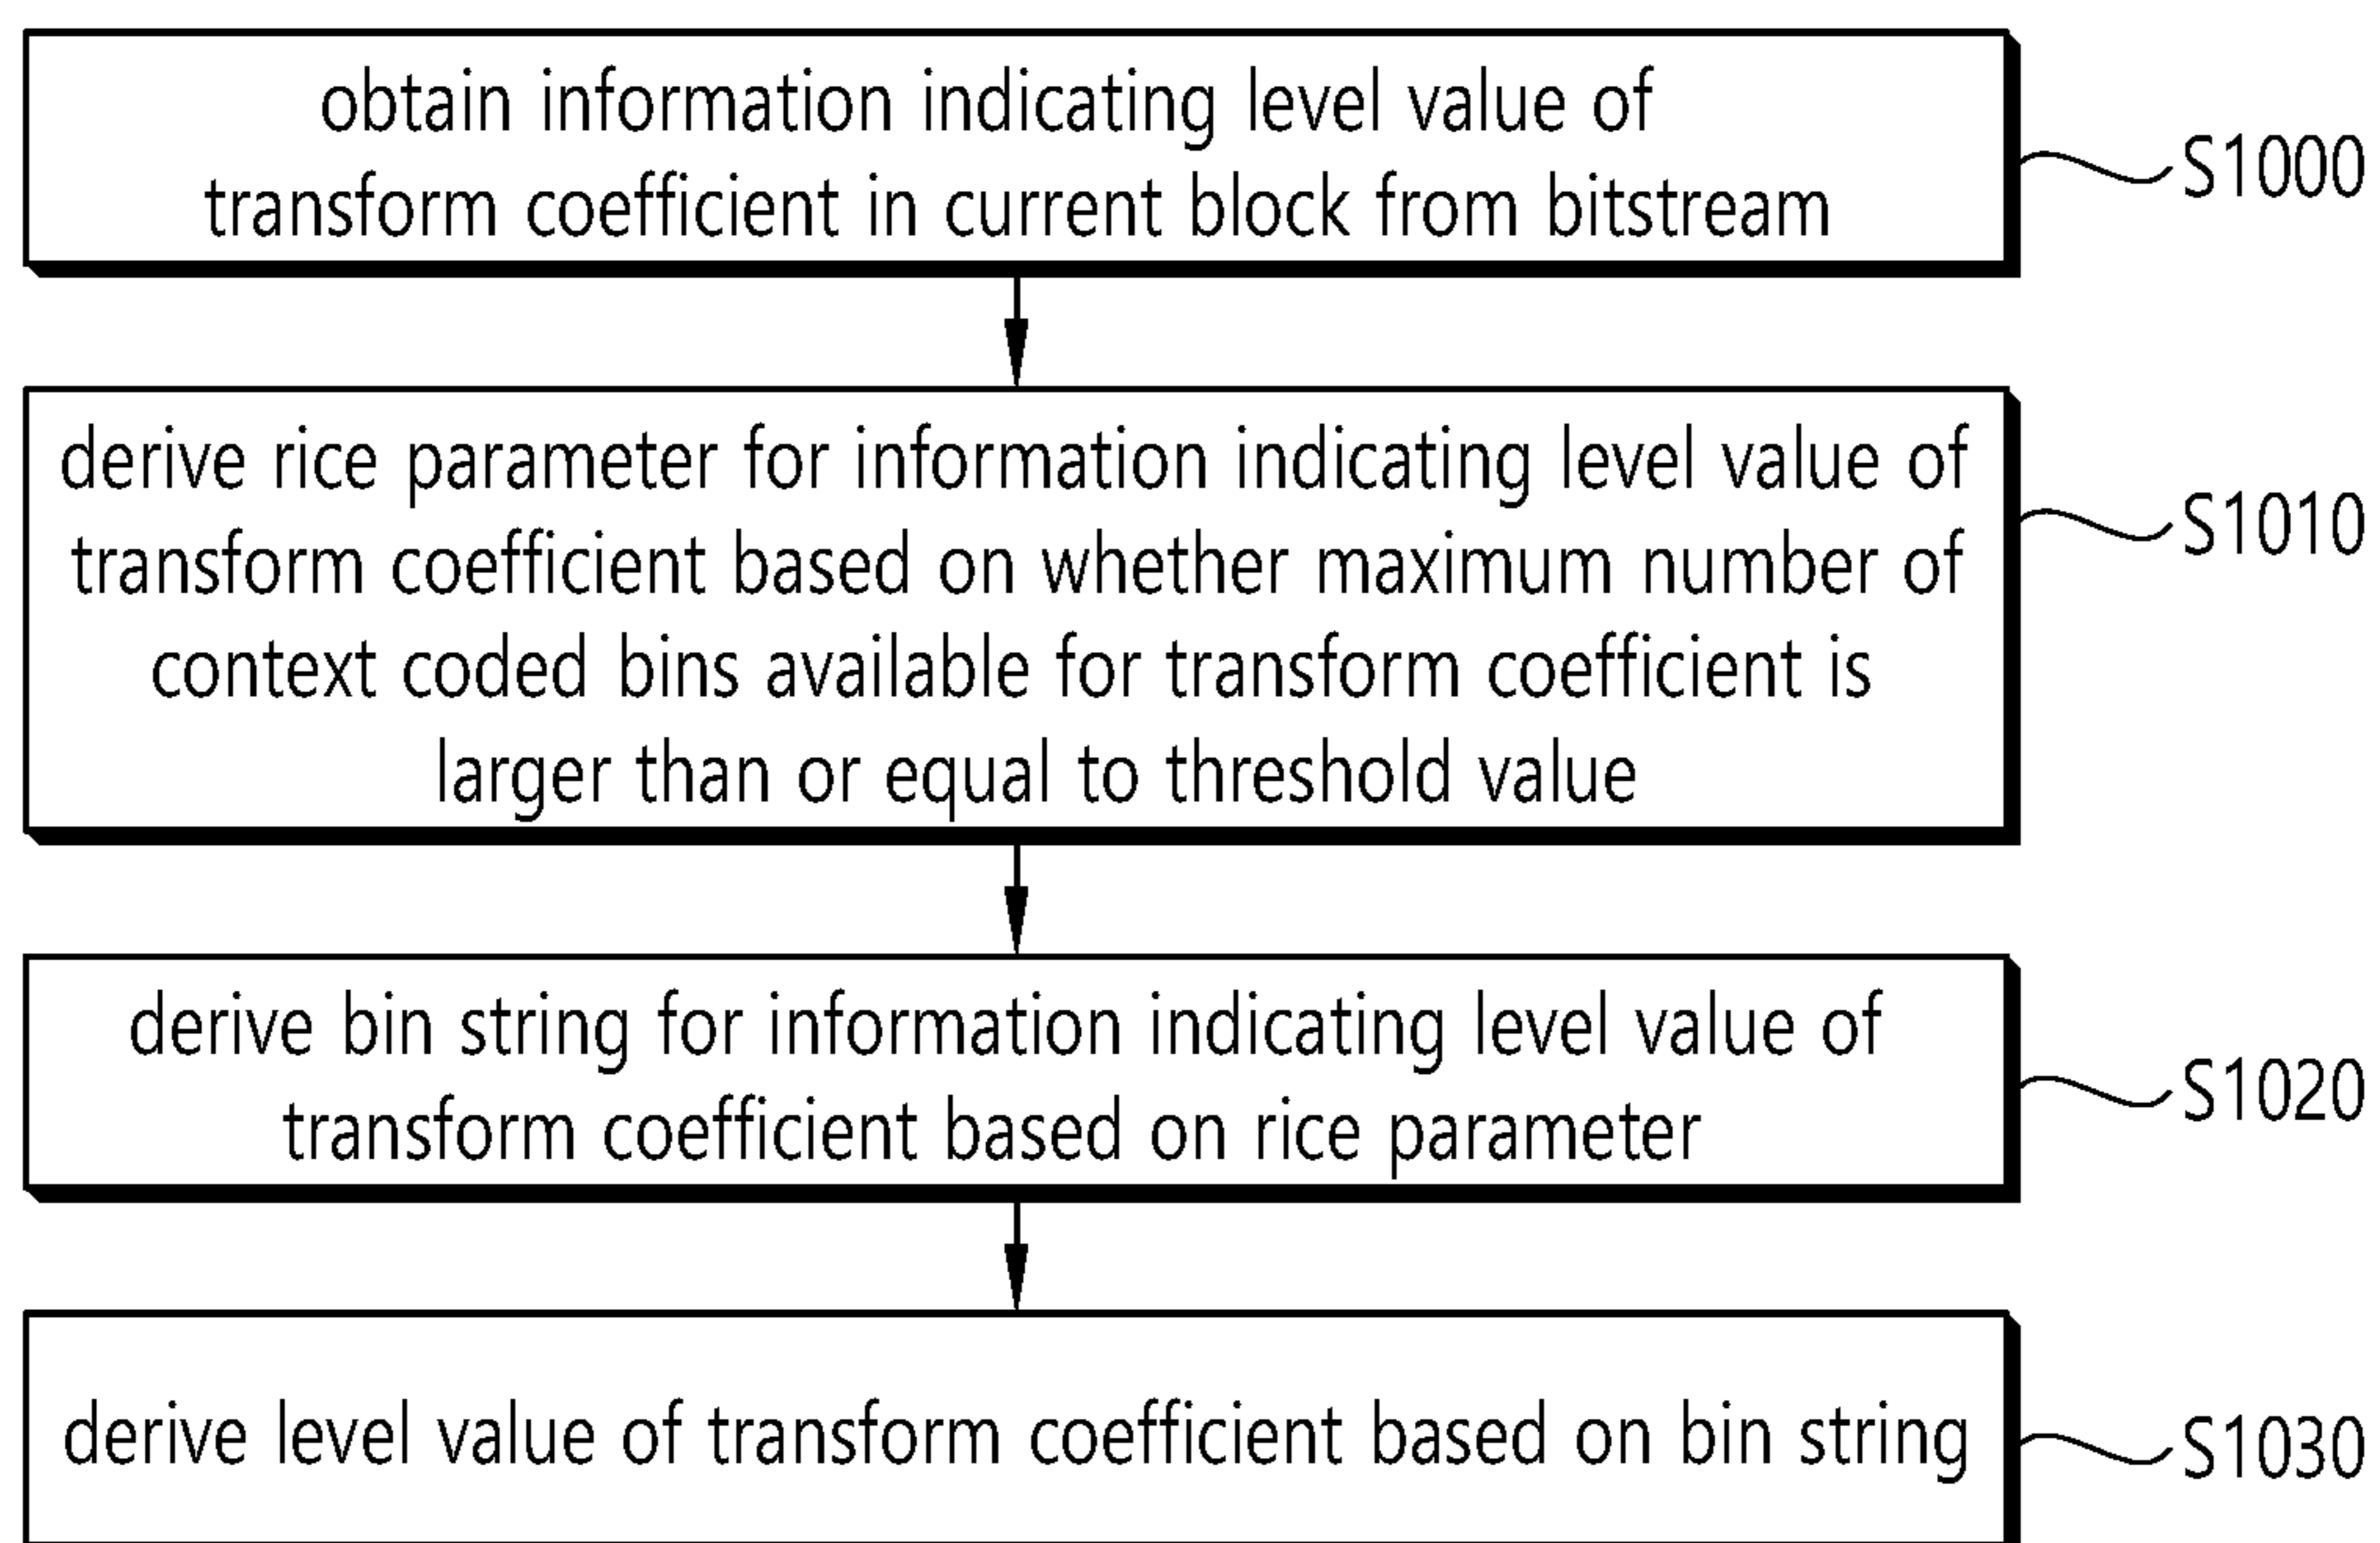 obtain information indicating level value of
transform coefficient in current block from bitstream
S1000
derive rice parameter for information indicating level value of
transform coefficient based on whether maximum number of
context coded bins available for transform coefficient is
larger than or equal to threshold value
S1010
derive bin string for information indicating level value of
transform coefficient based on rice parameter
S1020
derive level value of transform coefficient based on bin string
S1030